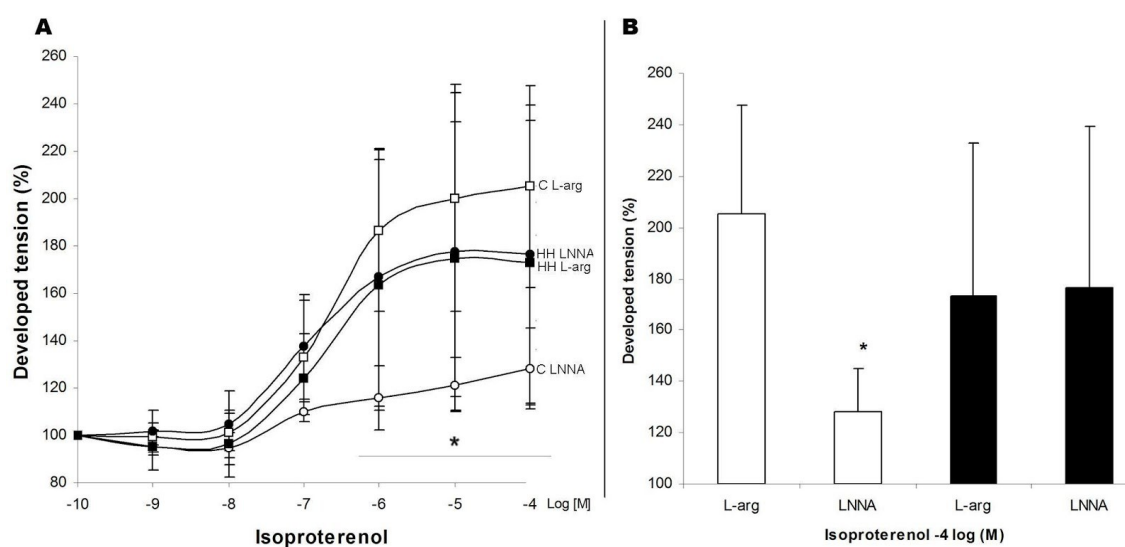 A
260
240
220
200
180
160
140
120
100
80
Developed tension (%)
C L-arg
HH LNNA
HH L-arg
C LNNA
*
-10 -9 -8 -7 -6 -5 -4 Log [M]
Isoproterenol
B
260
240
220
200
180
160
140
120
100
Developed tension (%)
*
L-arg LNNA L-arg LNNA
Isoproterenol -4 log (M)